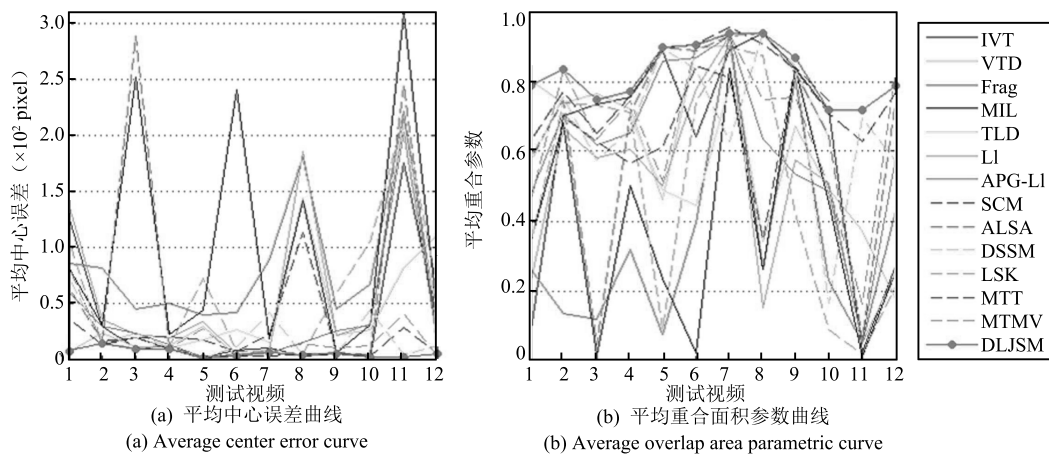 平均中心误差 (×10² pixel)
3.0
2.5
2.0
1.5
1.0
0.5
0
1 2 3 4 5 6 7 8 9 10 11 12
测试视频
(a) 平均中心误差曲线
(a) Average center error curve
平均重合参数
1.0
0.8
0.6
0.4
0.2
0
1 2 3 4 5 6 7 8 9 10 11 12
测试视频
(b) 平均重合面积参数曲线
(b) Average overlap area parametric curve
IVT
VTD
Frag
MIL
TLD
Ll
APG-Ll
SCM
ALSA
DSSM
LSK
MTT
MTMV
DLJSM